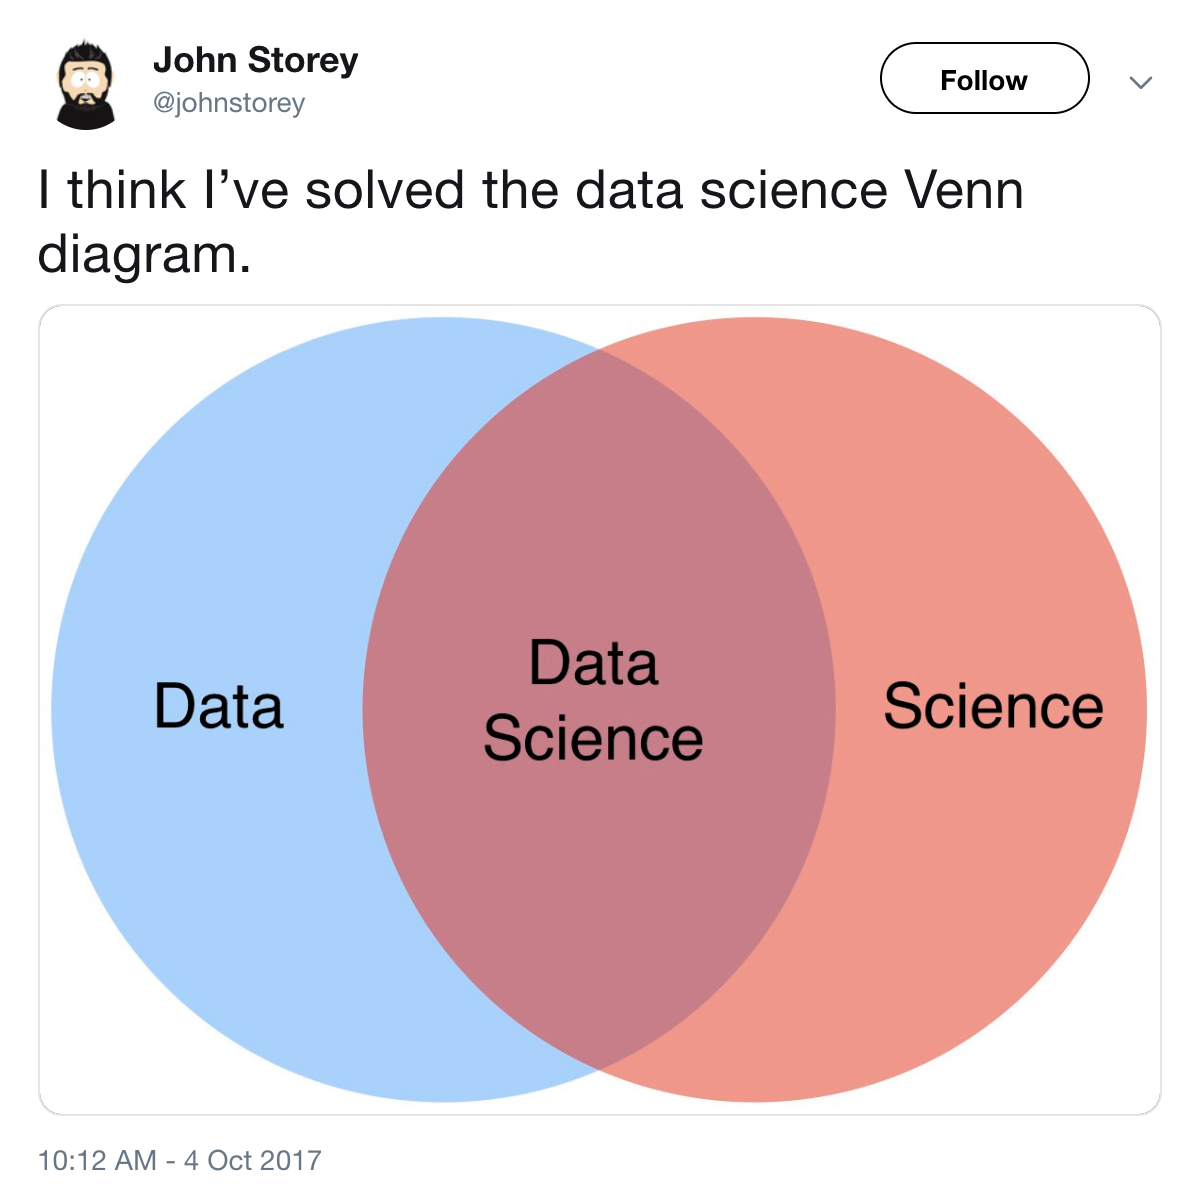 John Storey
@johnstorey
Follow
I think I’ve solved the data science Venn
diagram.
Data
Data
Science
Science
10:12 AM - 4 Oct 2017